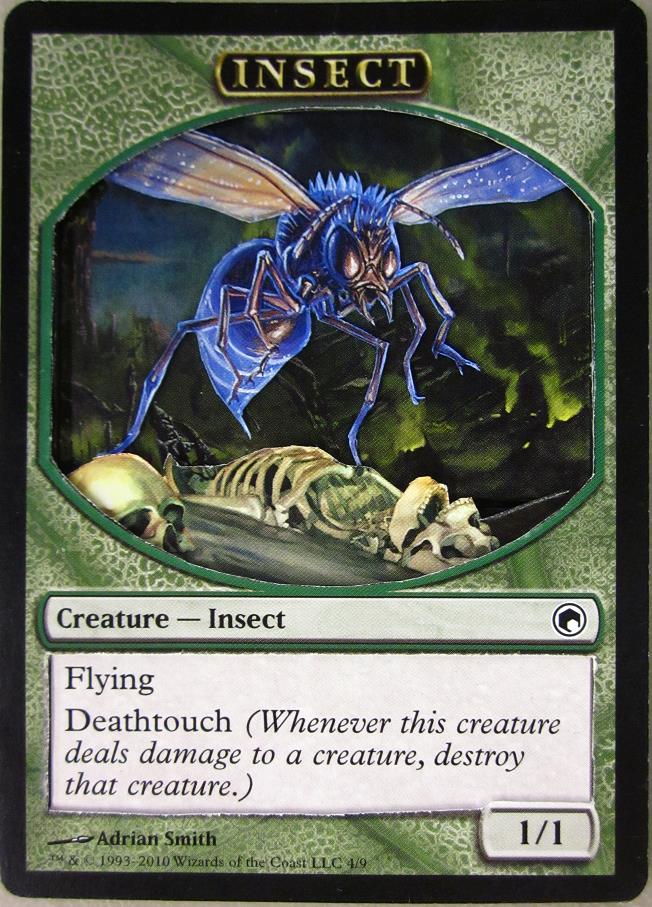 INSECT
Creature — Insect
Flying
Deathtouch (Whenever this creature
deals damage to a creature, destroy
that creature.)
1/1
Adrian Smith
™ & © 1993-2010 Wizards of the Coast LLC 4/9